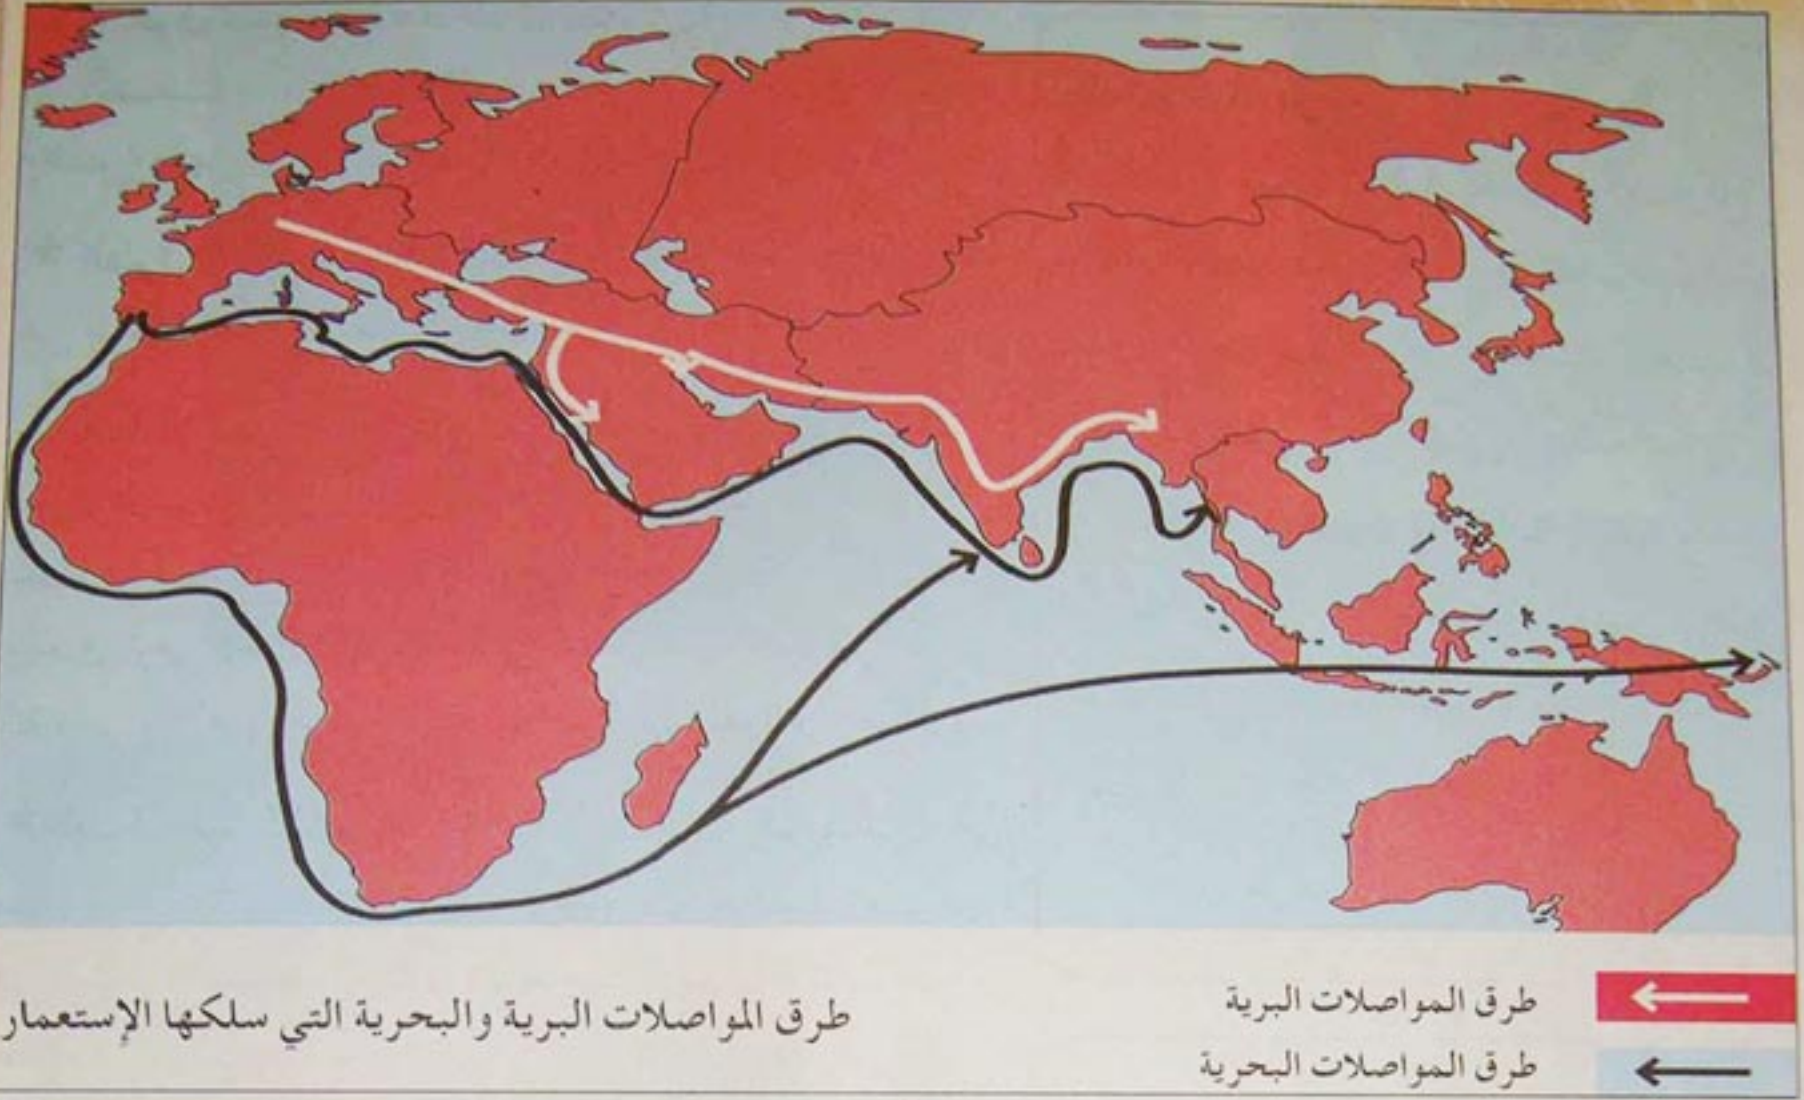 طرق المواصلات البرية
طرق المواصلات البحرية
طرق المواصلات البرية والبحرية التي سلكها الإستعمار